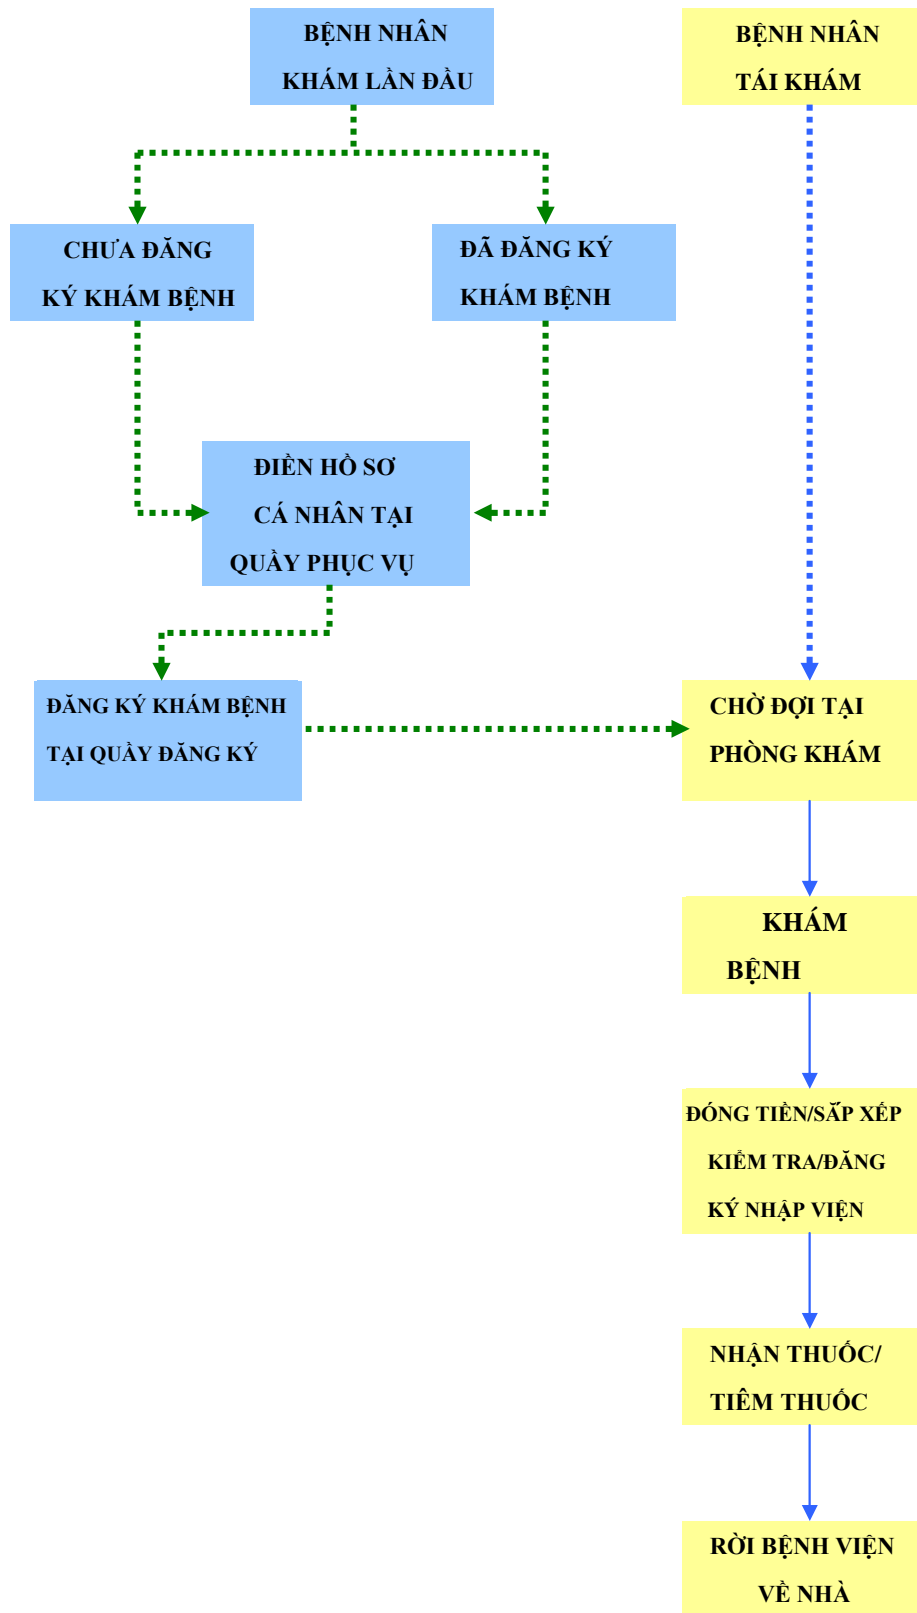 BỆNH NHÂN
KHÁM LẦN ĐẦU
BỆNH NHÂN
TÁI KHÁM
CHƯA ĐĂNG
KÝ KHÁM BỆNH
ĐÃ ĐĂNG KÝ
KHÁM BỆNH
ĐIỀN HỒ SƠ
CÁ NHÂN TẠI
QUẦY PHỤC VỤ
ĐĂNG KÝ KHÁM BỆNH
TẠI QUẦY ĐĂNG KÝ
CHỜ ĐỢI TẠI
PHÒNG KHÁM
KHÁM
BỆNH
ĐÓNG TIỀN/SẮP XẾP
KIỂM TRA/ĐĂNG
KÝ NHẬP VIỆN
NHẬN THUỐC/
TIÊM THUỐC
RỜI BỆNH VIỆN
VỀ NHÀ